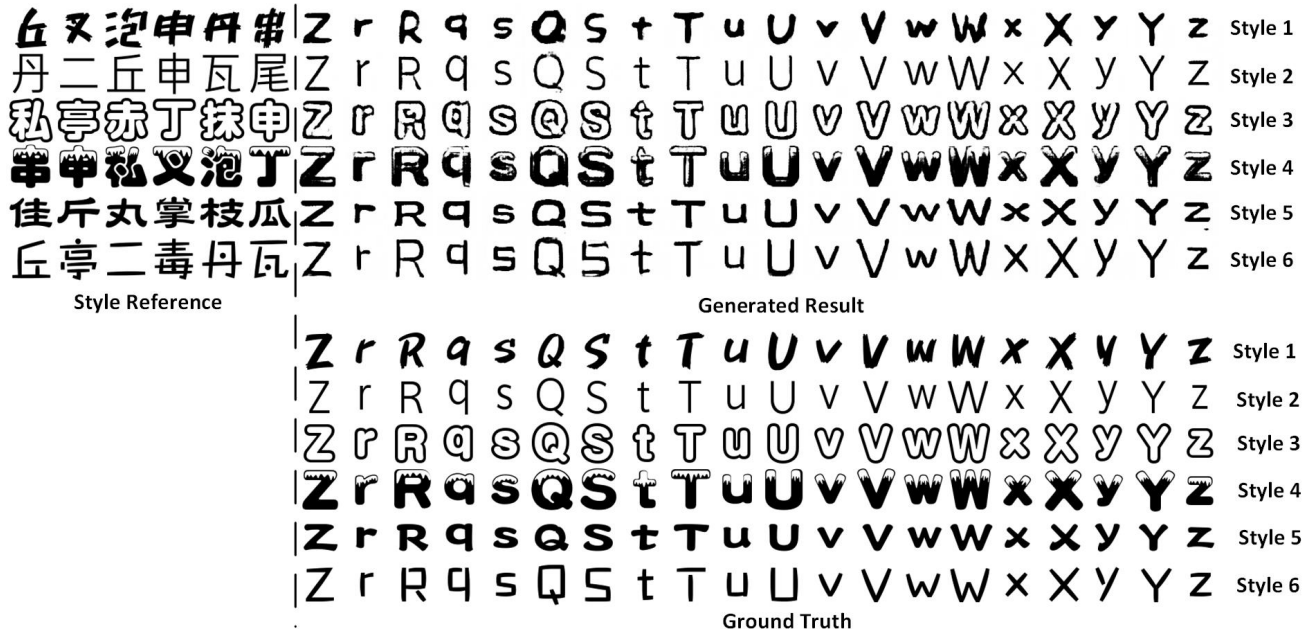 丘叉泡申丹串 Z r R q s Q S t T u U v V w W x X y Y z Style 1
丹二丘申瓦尾 Z r R q s Q S t T u U v V w W x X y Y z Style 2
私亭赤丁抹申 Z r R q s Q S t T u U v V w W x X y Y z Style 3
串申私叉泡丁 Z r R q s Q S t T u U v V w W x X y Y z Style 4
佳斤丸掌枝瓜 Z r R q s Q S t T u U v V w W x X y Y z Style 5
丘亭二毒丹瓦 Z r R q s Q S t T u U v V w W x X y Y z Style 6
Style Reference Generated Result
Z r R q s Q S t T u U v V w W x X y Y z Style 1
Z r R q s Q S t T u U v V w W x X y Y z Style 2
Z r R q s Q S t T u U v V w W x X y Y z Style 3
Z r R q s Q S t T u U v V w W x X y Y z Style 4
Z r R q s Q S t T u U v V w W x X y Y z Style 5
Z r R q s Q S t T u U v V w W x X y Y z Style 6
Ground Truth